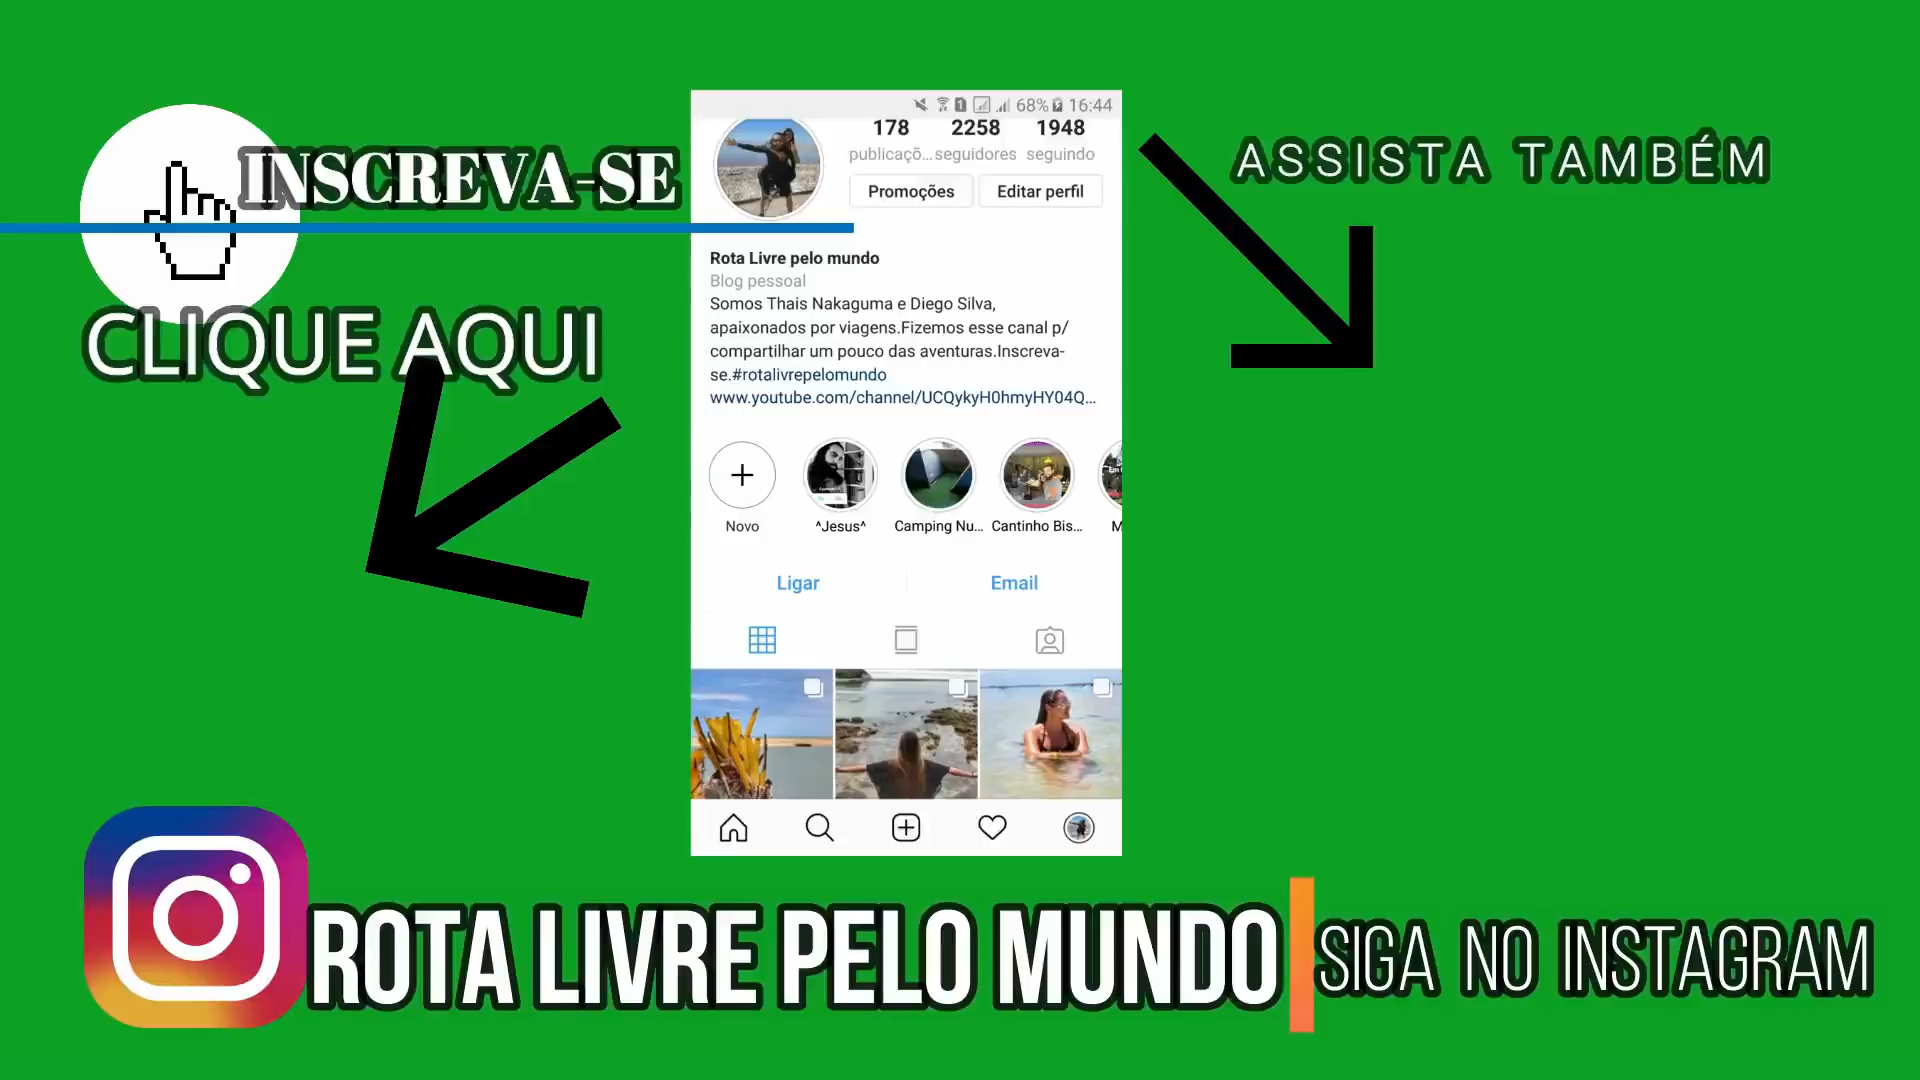 INSCREVA-SE
CLIQUE AQUI
68% 16:44
178 2258 1948
publicaçõ... seguidores seguindo
Promoções Editar perfil
Rota Livre pelo mundo
Blog pessoal
Somos Thais Nakaguma e Diego Silva,
apaixonados por viagens.Fizemos esse canal p/
compartilhar um pouco das aventuras.Inscreva-
se.#rotalivrepelomundo
www.youtube.com/channel/UCQykyH0hmyHY04Q...
Novo ^Jesus^ Camping Nu... Cantinho Bis... M
Ligar Email
ASSISTA TAMBÉM
ROTA LIVRE PELO MUNDO
SIGA NO INSTAGRAM